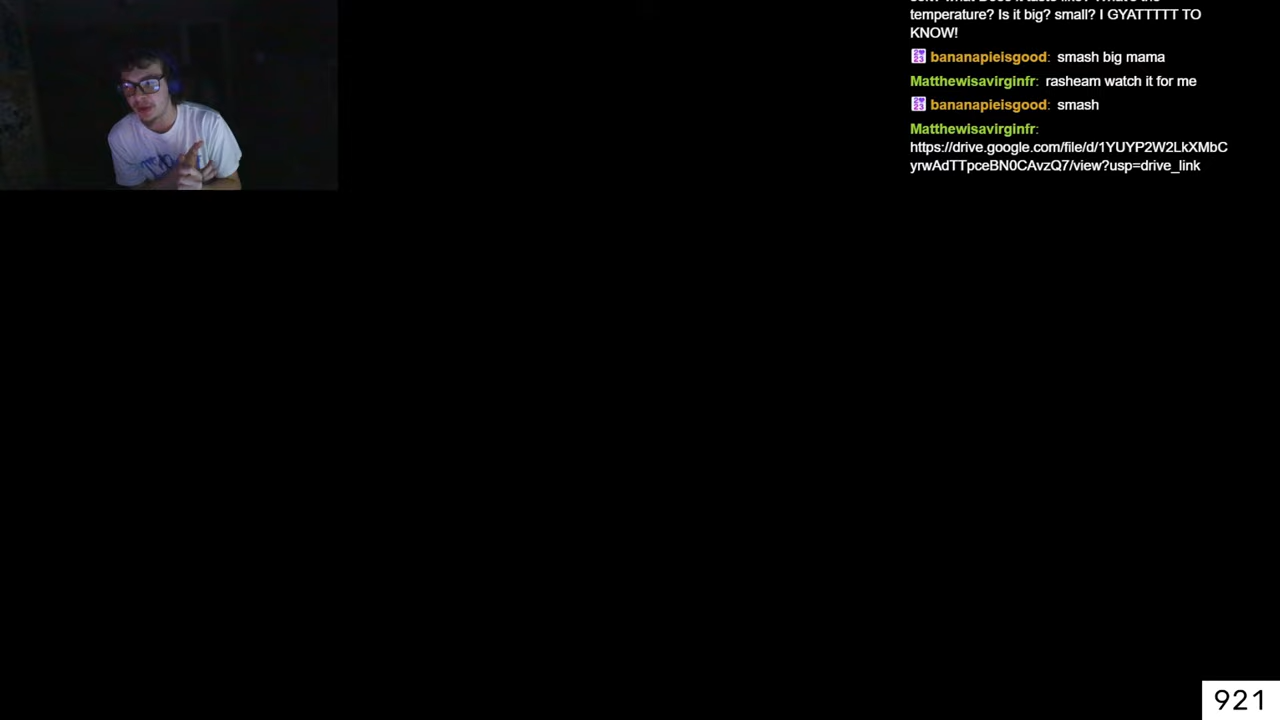 temperature? Is it big? small? I GYATTTTT TO
KNOW!
bananapieisgood: smash big mama
Matthewisavirginfr: rasheam watch it for me
bananapieisgood: smash
Matthewisavirginfr:
https://drive.google.com/file/d/1YUYP2W2LkXMbC
yrwAdTTpceBN0CAvzQ7/view?usp=drive_link
921